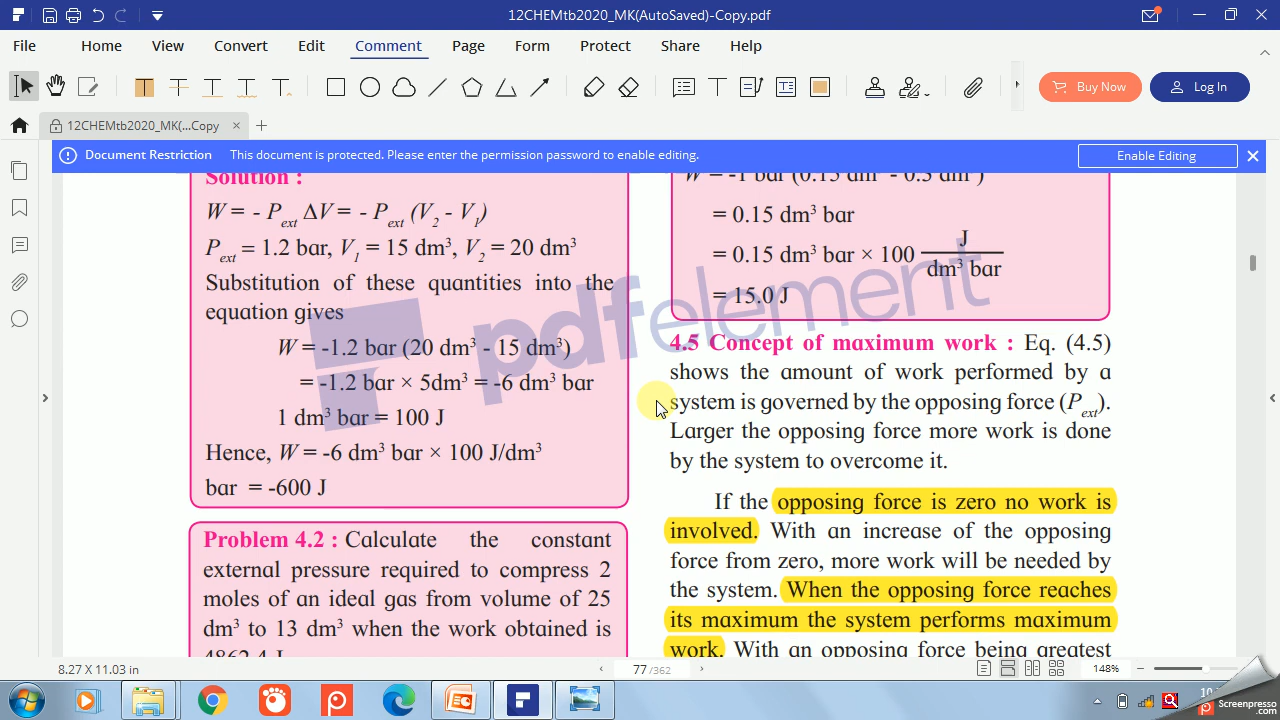 12CHEMtb2020_MK(AutoSaved)-Copy.pdf
File Home View Convert Edit Comment Page Form Protect Share Help
Buy Now
Log In
12CHEMtb2020_MK(...Copy
Document Restriction This document is protected. Please enter the permission password to enable editing.
Enable Editing
Solution :
W = - Pext ΔV = - Pext (V2 - V1)
Pext = 1.2 bar, V1 = 15 dm³, V2 = 20 dm³
Substitution of these quantities into the
equation gives
W = -1.2 bar (20 dm³ - 15 dm³)
= -1.2 bar × 5dm³ = -6 dm³ bar
1 dm³ bar = 100 J
Hence, W = -6 dm³ bar × 100 J/dm³
bar = -600 J
Problem 4.2 : Calculate the constant
external pressure required to compress 2
moles of an ideal gas from volume of 25
dm³ to 13 dm³ when the work obtained is
4862.4 J
W = -1 bar (0.15 dm³ - 0.3 dm³)
= 0.15 dm³ bar
= 0.15 dm³ bar × 100 J
dm³ bar
= 15.0 J
4.5 Concept of maximum work : Eq. (4.5)
shows the amount of work performed by a
system is governed by the opposing force (Pext).
Larger the opposing force more work is done
by the system to overcome it.
If the opposing force is zero no work is
involved. With an increase of the opposing
force from zero, more work will be needed by
the system. When the opposing force reaches
its maximum the system performs maximum
work. With an opposing force being greatest
pdfelement
8.27 X 11.03 in
77 /362
148%
Screenpresso
.com